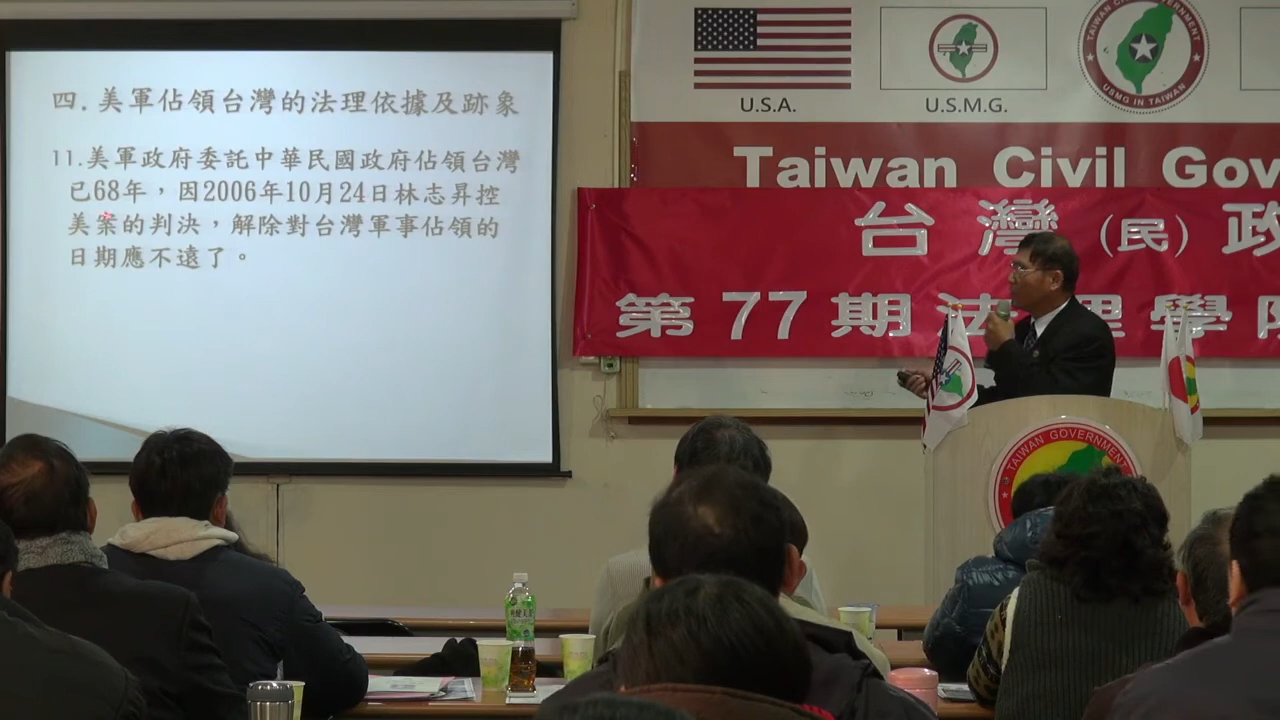 四. 美軍佔領台灣的法理依據及跡象
11.美軍政府委託中華民國政府佔領台灣
已68年，因2006年10月24日林志昇控
美案的判決，解除對台灣軍事佔領的
日期應不遠了。
U.S.A.
U.S.M.G.
TAIWAN CIVIL GOVERNMENT
USMG IN TAIWAN
Taiwan Civil Gov
台灣（民）政
第77期法理學院
TAIWAN GOVERNMENT